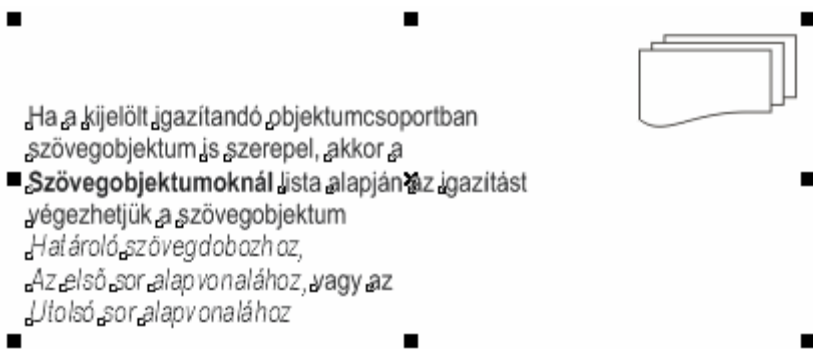 Ha a kijelölt igazítandó objektumcsoportban
szövegobjektum is szerepel, akkor a
Szövegobjektumoknál lista alapján az igazítást
végezhetjük a szövegobjektum
Határoló szövegdobozhoz,
Az elsõ sor alapvonalához, vagy az
Utolsó sor alapvonalához